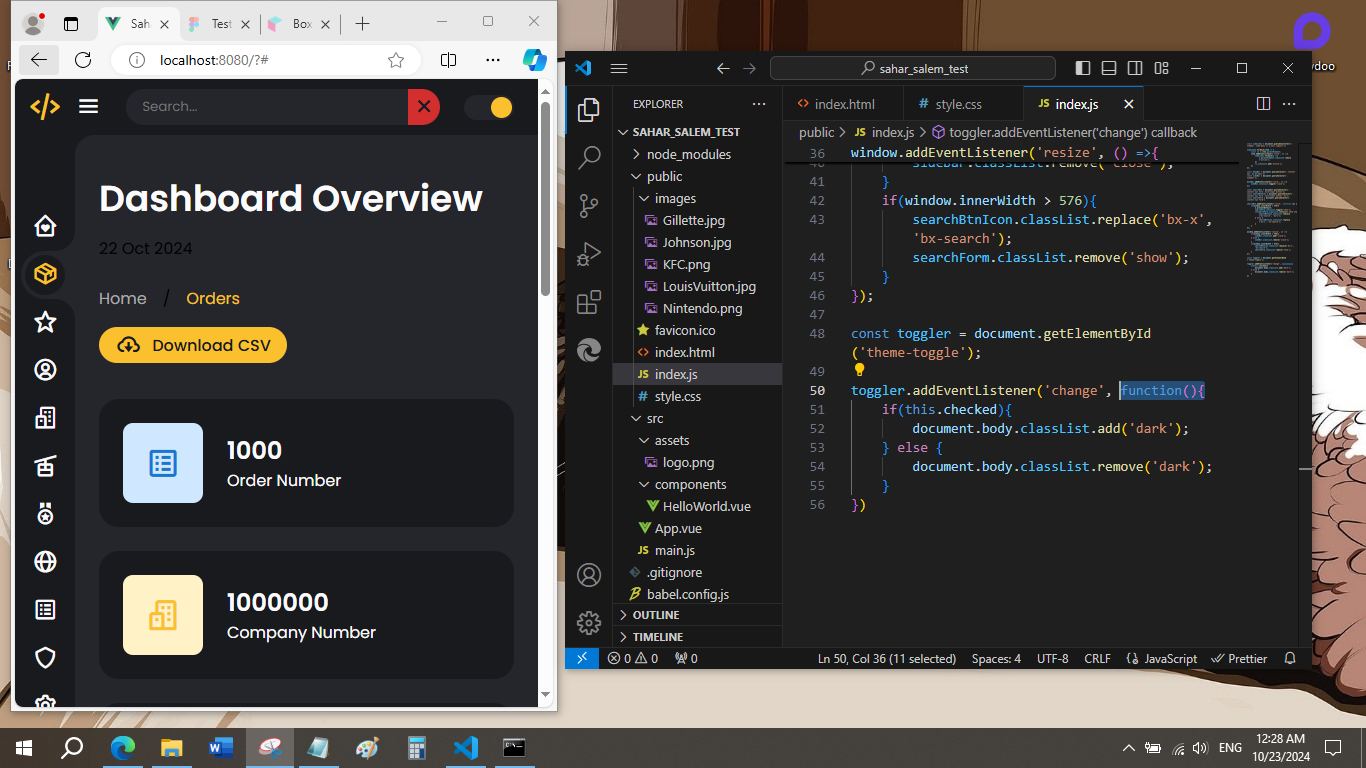 Sah
Test
Box
localhost:8080/?#
Search...
Dashboard Overview
22 Oct 2024
Home / Orders
Download CSV
1000
Order Number
1000000
Company Number
doo
sahar_salem_test
EXPLORER
SAHAR_SALEM_TEST
node_modules
public
images
Gillette.jpg
Johnson.jpg
KFC.png
LouisVuitton.jpg
Nintendo.png
favicon.ico
index.html
JS index.js
# style.css
src
assets
logo.png
components
HelloWorld.vue
App.vue
JS main.js
.gitignore
babel.config.js
OUTLINE
TIMELINE
index.html
# style.css
JS index.js
public > JS index.js > toggler.addEventListener('change') callback
36 window.addEventListener('resize', () =>{
40 sideBar.classList.remove('close');
41 }
42 if(window.innerWidth > 576){
43 searchBtnIcon.classList.replace('bx-x',
'bx-search');
44 searchForm.classList.remove('show');
45 }
46 });
47
48 const toggler = document.getElementById
('theme-toggle');
49
50 toggler.addEventListener('change', function(){
51 if(this.checked){
52 document.body.classList.add('dark');
53 } else {
54 document.body.classList.remove('dark');
55 }
56 })
0 0 0
Ln 50, Col 36 (11 selected)
Spaces: 4
UTF-8
CRLF
JavaScript
Prettier
ENG
12:28 AM
10/23/2024